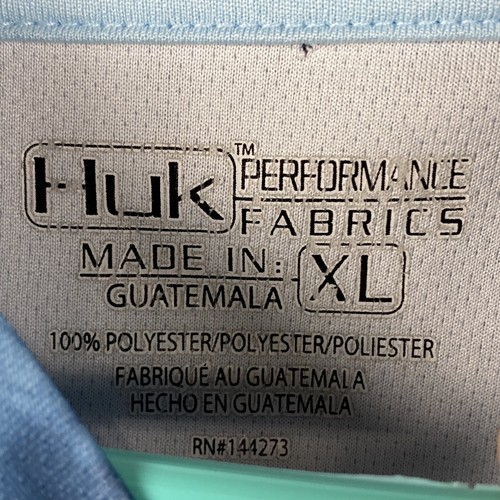 Huk™ PERFORMANCE
FABRICS
MADE IN: XL
GUATEMALA
100% POLYESTER/POLYESTER/POLIESTER
FABRIQUÉ AU GUATEMALA
HECHO EN GUATEMALA
RN#144273